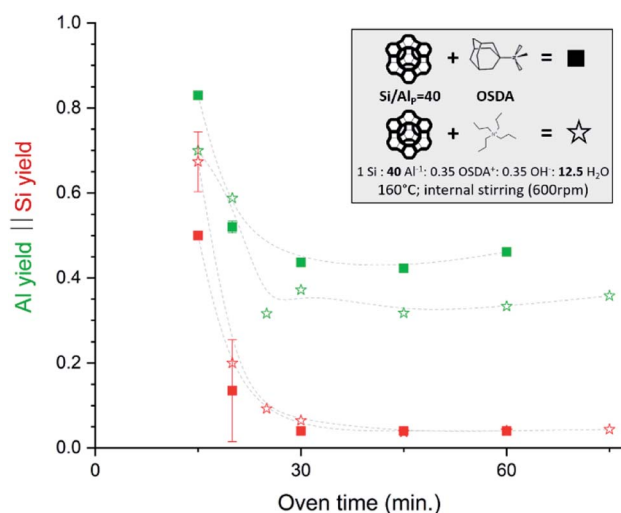 Si/Alₚ=40 + OSDA =
+ =
1 Si : 40 Al⁻¹: 0.35 OSDA⁺: 0.35 OH⁻: 12.5 H₂O
160°C; internal stirring (600rpm)
Al yield || Si yield
1.0
0.8
0.6
0.4
0.2
0.0
0
30
60
Oven time (min.)